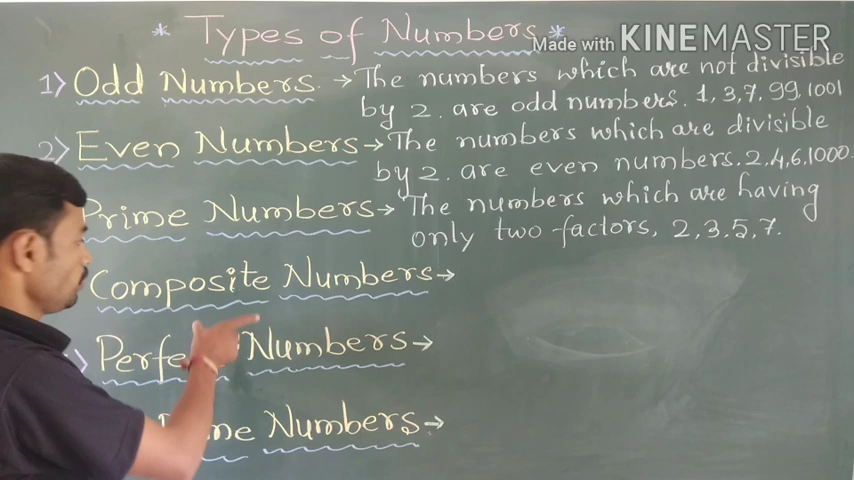 * Types of Numbers *
Made with KINEMASTER
1) Odd Numbers. → The numbers which are not divisible
by 2. are odd numbers. 1, 3, 7, 99, 1001
2) Even Numbers → The numbers which are divisible
by 2. are even numbers. 2, 4, 6, 1000.
Prime Numbers → The numbers which are having
only two factors, 2, 3, 5, 7.
Composite Numbers →
Numbers →
Numbers →